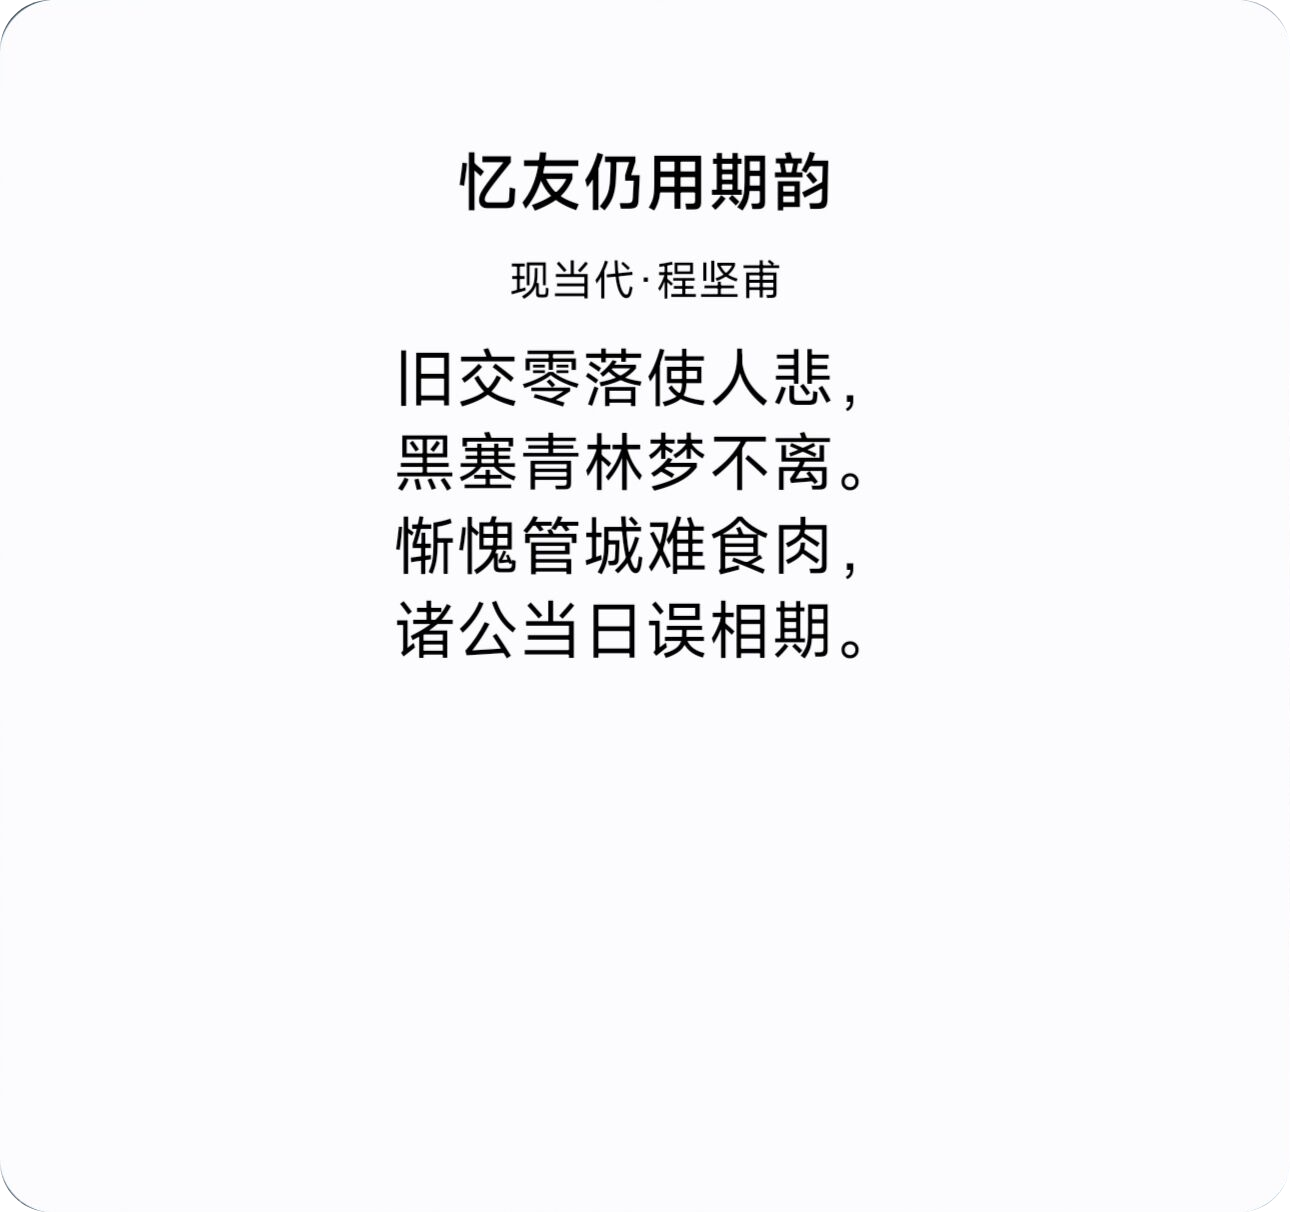 忆友仍用期韵
现当代·程坚甫
旧交零落使人悲，
黑塞青林梦不离。
惭愧管城难食肉，
诸公当日误相期。